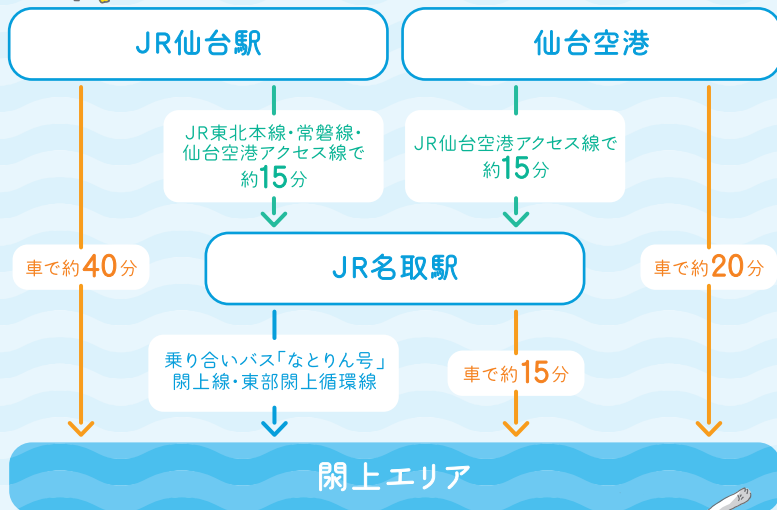 JR仙台駅
仙台空港
JR東北本線・常磐線・
仙台空港アクセス線で
約15分
JR仙台空港アクセス線で
約15分
車で約40分
JR名取駅
車で約20分
乗り合いバス「なとりん号」
閖上線・東部閖上循環線
車で約15分
閖上エリア